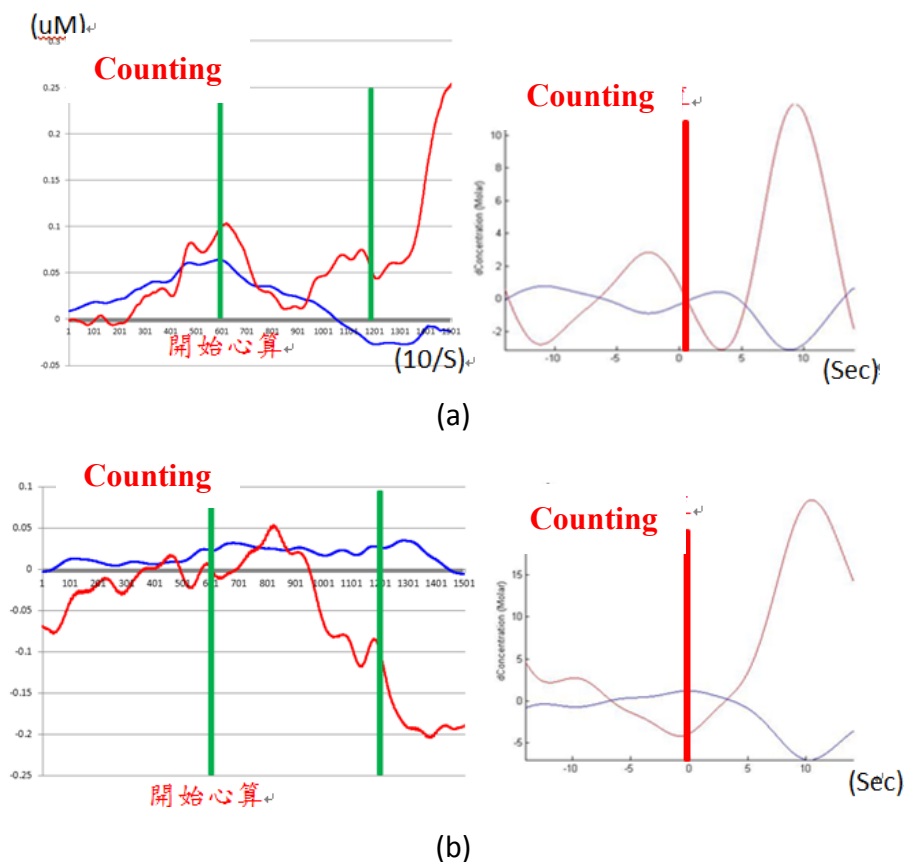 (uM)
0.3
Counting
0.25
0.2
0.15
0.1
0.05
0
-0.05
1 101 201 301 401 501 601 701 801 901 1001 1101 1201 1301 1401 1501
開始心算
(10/S)
Counting
dConcentration (Molar)
10
8
6
4
2
0
-2
-10 -5 0 5 10
(Sec)
(a)
Counting
0.1
0.05
0
-0.05
-0.1
-0.15
-0.2
-0.25
1 101 201 301 401 501 601 701 801 901 1001 1101 1201 1301 1401 1501
開始心算
Counting
dConcentration (Molar)
15
10
5
0
-5
-10 -5 0 5 10
(Sec)
(b)